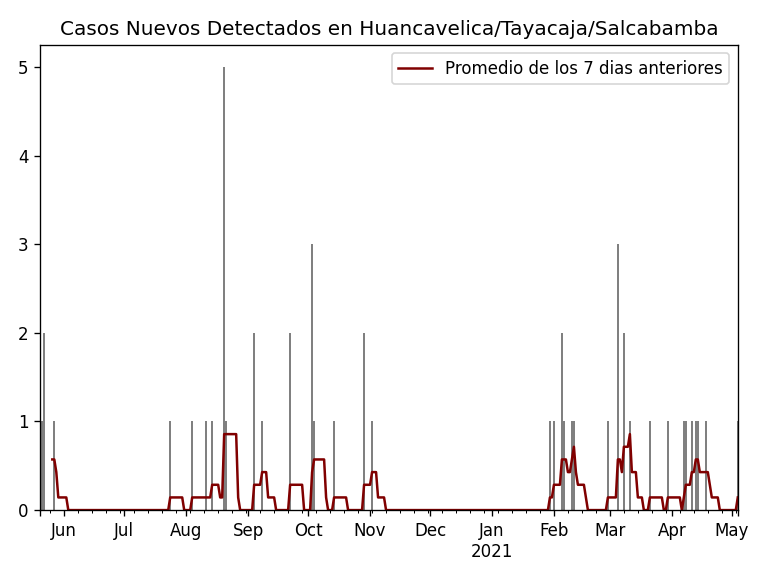 Casos Nuevos Detectados en Huancavelica/Tayacaja/Salcabamba
Promedio de los 7 dias anteriores
5
4
3
2
1
0
Jun Jul Aug Sep Oct Nov Dec Jan Feb Mar Apr May
2021